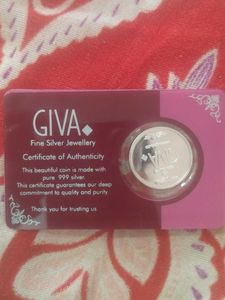 GIVA
Fine Silver Jewellery
Certificate of Authenticity
This beautiful coin is made with
pure .999 silver.
This certificate guarantees our deep
commitment to quality and purity.
Thank you for trusting us